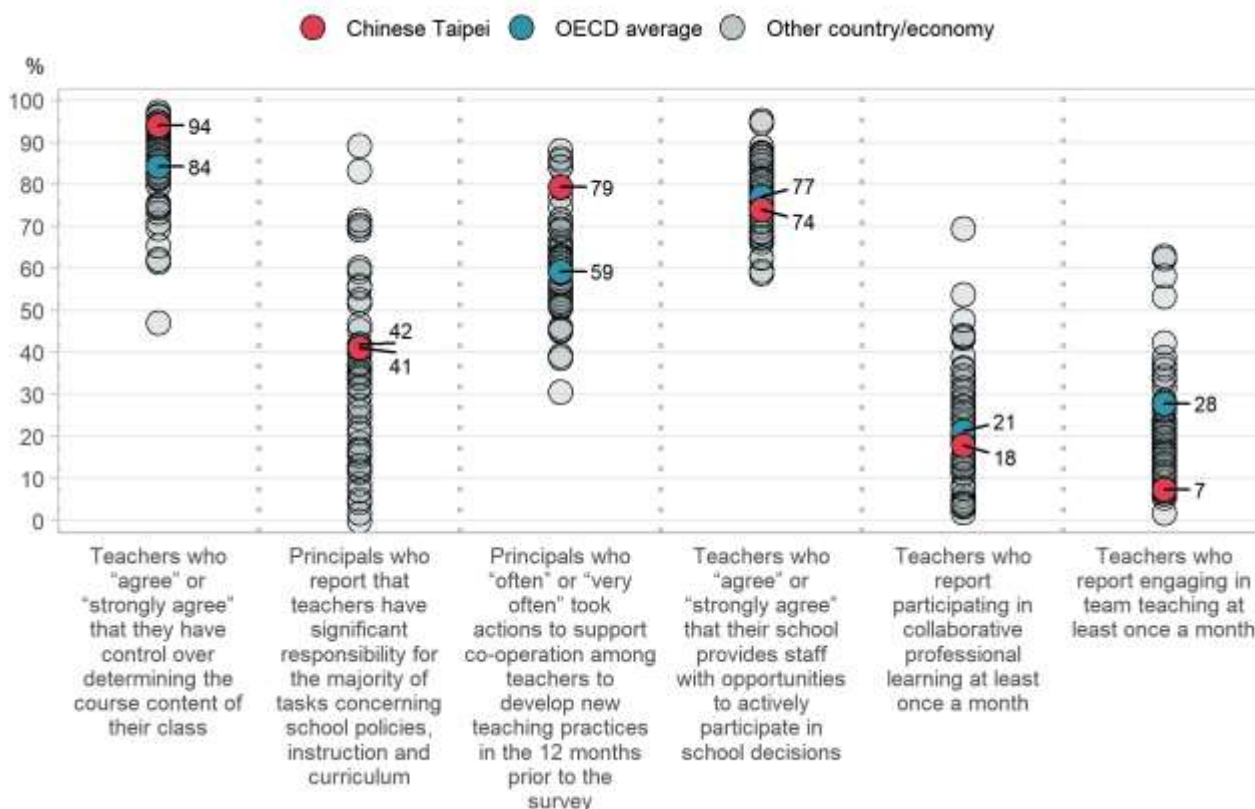 Chinese Taipei OECD average Other country/economy
%
100
90
80
70
60
50
40
30
20
10
0
94
84
42
41
79
59
77
74
21
18
28
7
Teachers who
“agree” or
“strongly agree”
that they have
control over
determining the
course content of
their class
Principals who
report that
teachers have
significant
responsibility for
the majority of
tasks concerning
school policies,
instruction and
curriculum
Principals who
“often” or “very
often” took
actions to support
co-operation among
teachers to
develop new
teaching practices
in the 12 months
prior to the
survey
Teachers who
“agree” or
“strongly agree”
that their school
provides staff
with opportunities
to actively
participate in
school decisions
Teachers who
report
participating in
collaborative
professional
learning at least
once a month
Teachers who
report engaging in
team teaching at
least once a month